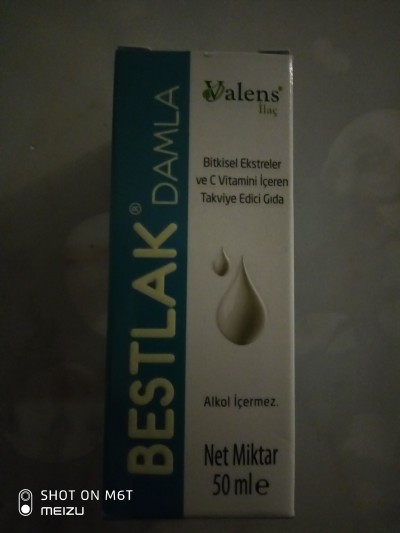 Valens®
İlaç
BESTLAK® DAMLA
Bitkisel Ekstreler
ve C Vitamini İçeren
Takviye Edici Gıda
Alkol İçermez.
Net Miktar
50 ml e
SHOT ON M6T
MEIZU